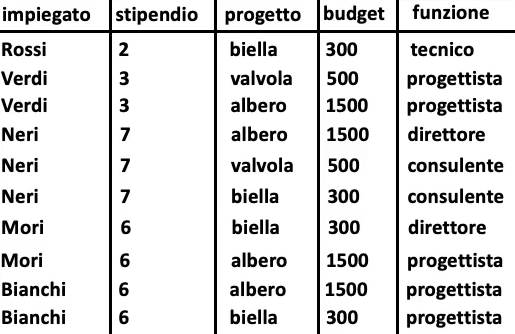 impiegato stipendio progetto budget funzione
Rossi 2 biella 300 tecnico
Verdi 3 valvola 500 progettista
Verdi 3 albero 1500 progettista
Neri 7 albero 1500 direttore
Neri 7 valvola 500 consulente
Neri 7 biella 300 consulente
Mori 6 biella 300 direttore
Mori 6 albero 1500 progettista
Bianchi 6 albero 1500 progettista
Bianchi 6 biella 300 progettista